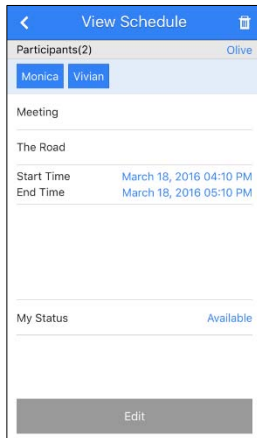 View Schedule
Participants(2) Olive
Monica Vivian
Meeting
The Road
Start Time March 18, 2016 04:10 PM
End Time March 18, 2016 05:10 PM
My Status Available
Edit